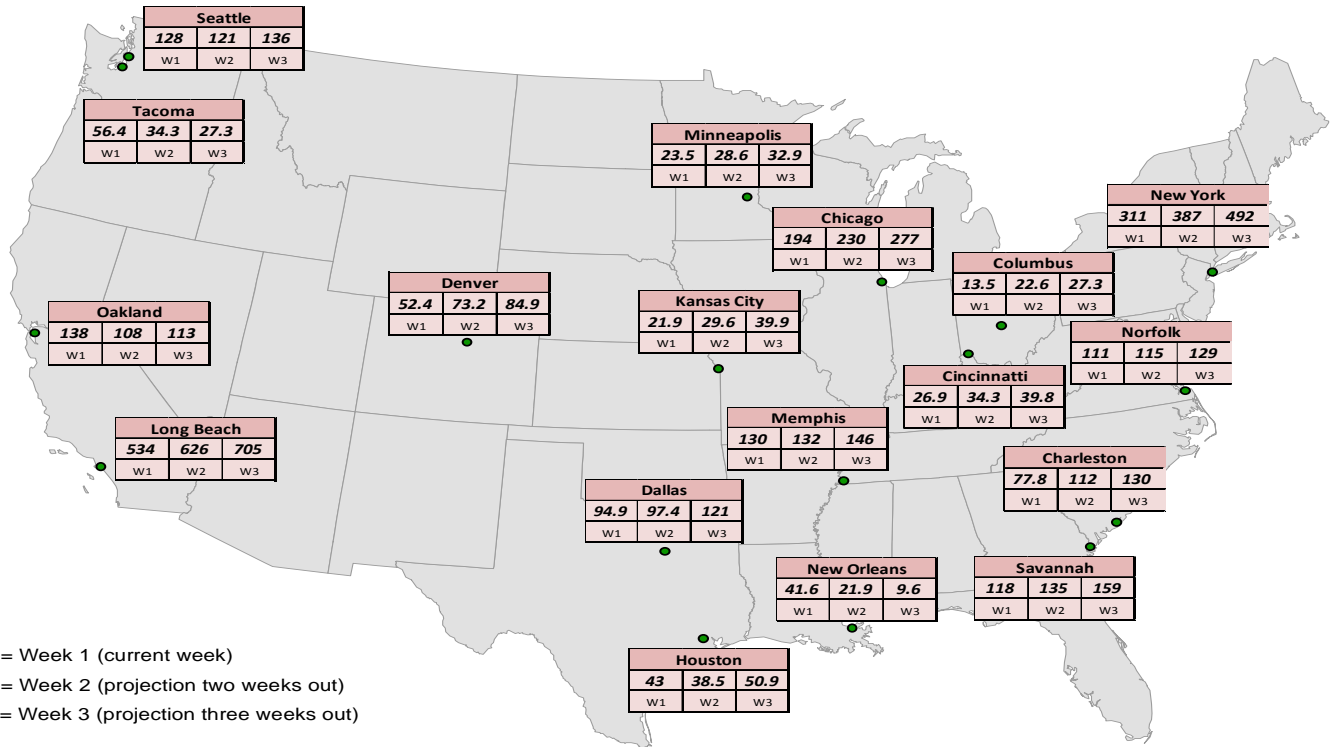 Seattle
128 121 136
W1 W2 W3
Tacoma
56.4 34.3 27.3
W1 W2 W3
Minneapolis
23.5 28.6 32.9
W1 W2 W3
New York
311 387 492
W1 W2 W3
Chicago
194 230 277
W1 W2 W3
Columbus
13.5 22.6 27.3
W1 W2 W3
Denver
52.4 73.2 84.9
W1 W2 W3
Kansas City
21.9 29.6 39.9
W1 W2 W3
Oakland
138 108 113
W1 W2 W3
Norfolk
111 115 129
W1 W2 W3
Cincinnatti
26.9 34.3 39.8
W1 W2 W3
Long Beach
534 626 705
W1 W2 W3
Memphis
130 132 146
W1 W2 W3
Charleston
77.8 112 130
W1 W2 W3
Dallas
94.9 97.4 121
W1 W2 W3
New Orleans
41.6 21.9 9.6
W1 W2 W3
Savannah
118 135 159
W1 W2 W3
Houston
43 38.5 50.9
W1 W2 W3
= Week 1 (current week)
= Week 2 (projection two weeks out)
= Week 3 (projection three weeks out)